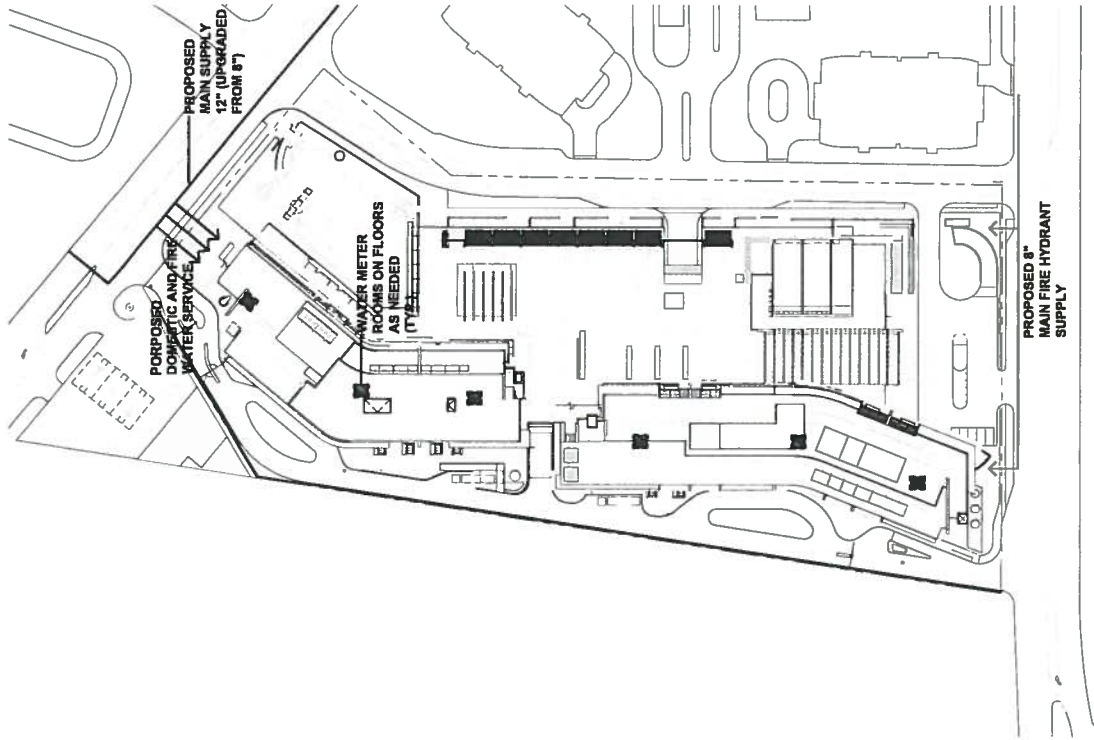 PROPOSED
MAIN SUPPLY
12" (UPGRADED
FROM 8")
PORPOSED
DOMESTIC AND FIRE
WATER SERVICE
WATER METER
ROOMS ON FLOORS
AS NEEDED
(TYP)
PROPOSED 8"
MAIN FIRE HYDRANT
SUPPLY